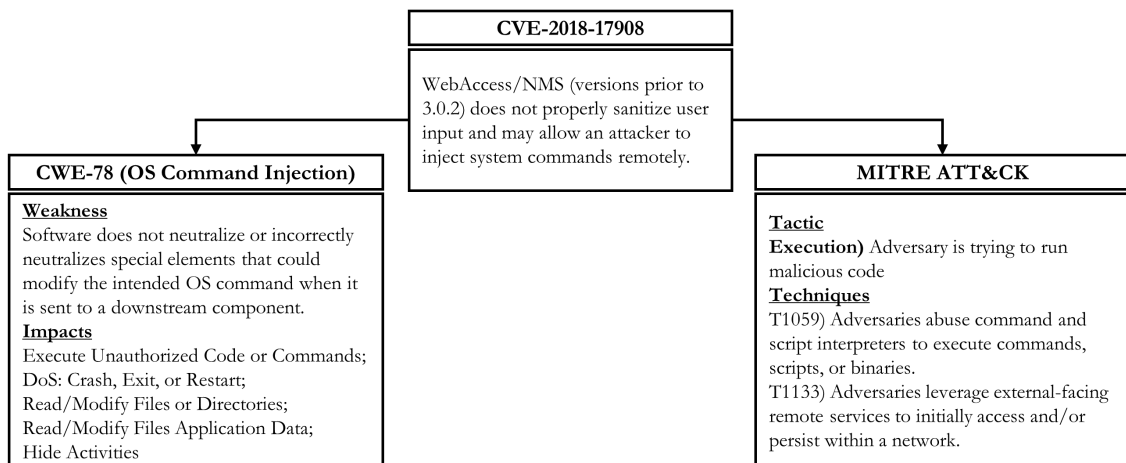 CVE-2018-17908
WebAccess/NMS (versions prior to
3.0.2) does not properly sanitize user
input and may allow an attacker to
inject system commands remotely.
CWE-78 (OS Command Injection)
Weakness
Software does not neutralize or incorrectly
neutralizes special elements that could
modify the intended OS command when it
is sent to a downstream component.
Impacts
Execute Unauthorized Code or Commands;
DoS: Crash, Exit, or Restart;
Read/Modify Files or Directories;
Read/Modify Files Application Data;
Hide Activities
MITRE ATT&CK
Tactic
Execution) Adversary is trying to run
malicious code
Techniques
T1059) Adversaries abuse command and
script interpreters to execute commands,
scripts, or binaries.
T1133) Adversaries leverage external-facing
remote services to initially access and/or
persist within a network.